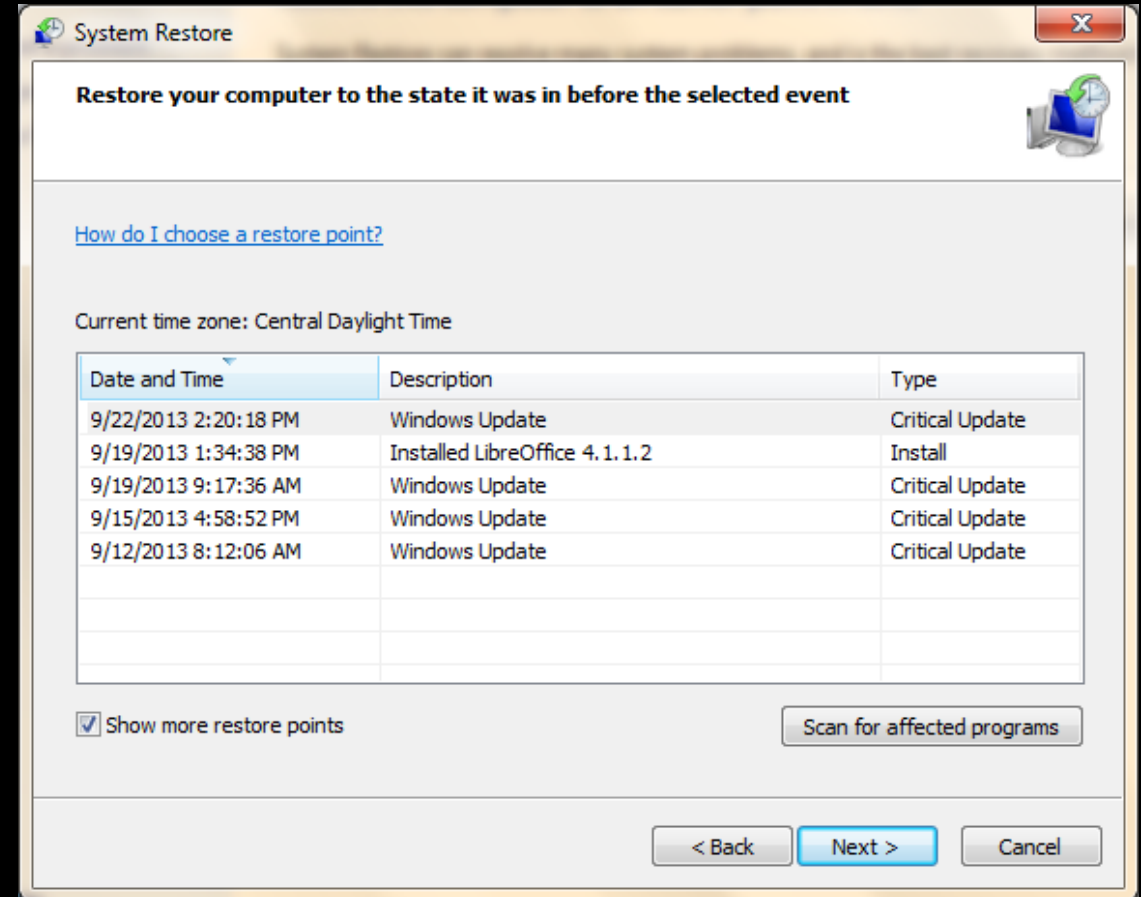 System Restore
Restore your computer to the state it was in before the selected event
How do I choose a restore point?
Current time zone: Central Daylight Time
Date and Time Description Type
9/22/2013 2:20:18 PM Windows Update Critical Update
9/19/2013 1:34:38 PM Installed LibreOffice 4.1.1.2 Install
9/19/2013 9:17:36 AM Windows Update Critical Update
9/15/2013 4:58:52 PM Windows Update Critical Update
9/12/2013 8:12:06 AM Windows Update Critical Update
Show more restore points Scan for affected programs
< Back Next > Cancel